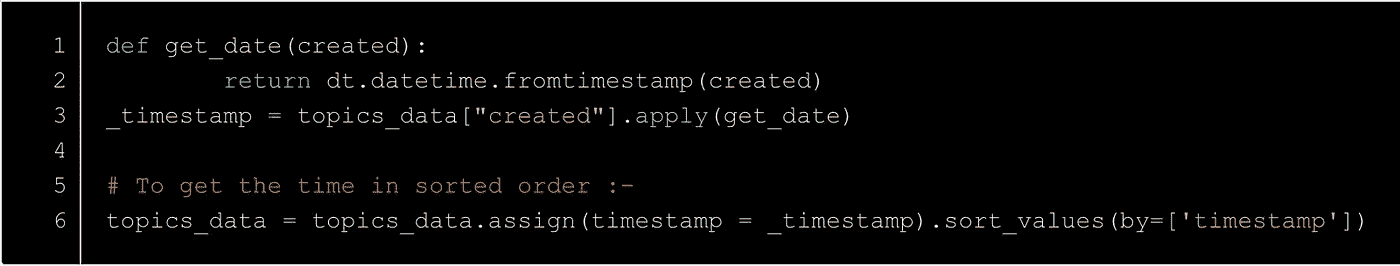 1 def get_date(created):
2 return dt.datetime.fromtimestamp(created)
3 _timestamp = topics_data["created"].apply(get_date)
4
5 # To get the time in sorted order :-
6 topics_data = topics_data.assign(timestamp = _timestamp).sort_values(by=['timestamp'])